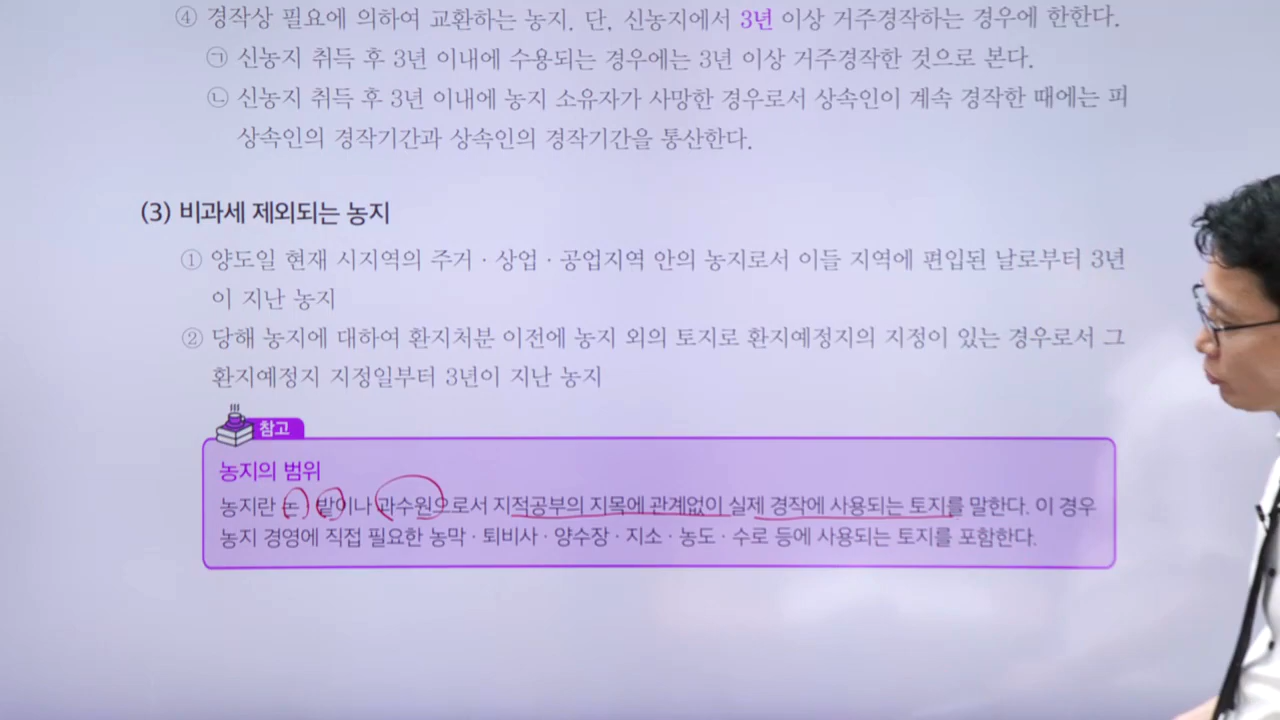 ④ 경작상 필요에 의하여 교환하는 농지. 단, 신농지에서 3년 이상 거주경작하는 경우에 한한다.
㉠ 신농지 취득 후 3년 이내에 수용되는 경우에는 3년 이상 거주경작한 것으로 본다.
㉡ 신농지 취득 후 3년 이내에 농지 소유자가 사망한 경우로서 상속인이 계속 경작한 때에는 피
상속인의 경작기간과 상속인의 경작기간을 통산한다.
(3) 비과세 제외되는 농지
① 양도일 현재 시지역의 주거 · 상업 · 공업지역 안의 농지로서 이들 지역에 편입된 날로부터 3년
이 지난 농지
② 당해 농지에 대하여 환지처분 이전에 농지 외의 토지로 환지예정지의 지정이 있는 경우로서 그
환지예정지 지정일부터 3년이 지난 농지
참고
농지의 범위
농지란 논, 밭이나 과수원으로서 지적공부의 지목에 관계없이 실제 경작에 사용되는 토지를 말한다. 이 경우
농지 경영에 직접 필요한 농막 · 퇴비사 · 양수장 · 지소 · 농도 · 수로 등에 사용되는 토지를 포함한다.